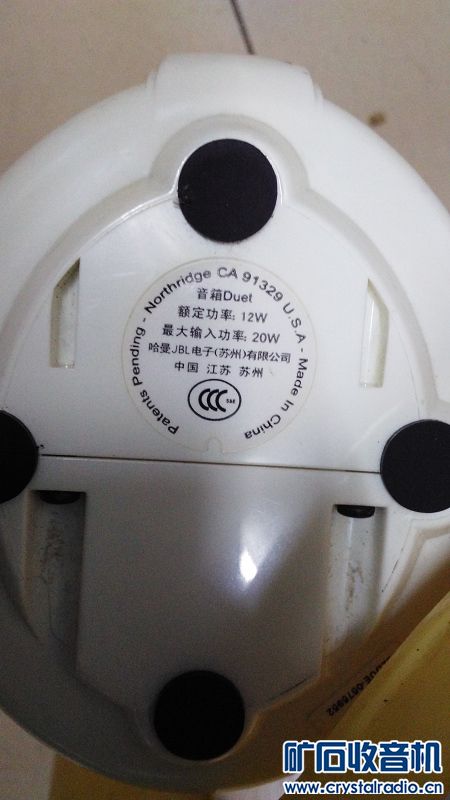 Patents Pending - Northridge CA 91329 U.S.A - Made In China
音箱Duet
额定功率: 12W
最大输入功率: 20W
哈曼JBL电子(苏州)有限公司
中国 江苏 苏州
CCC S&E
矿石收音机
www.crystalradio.cn